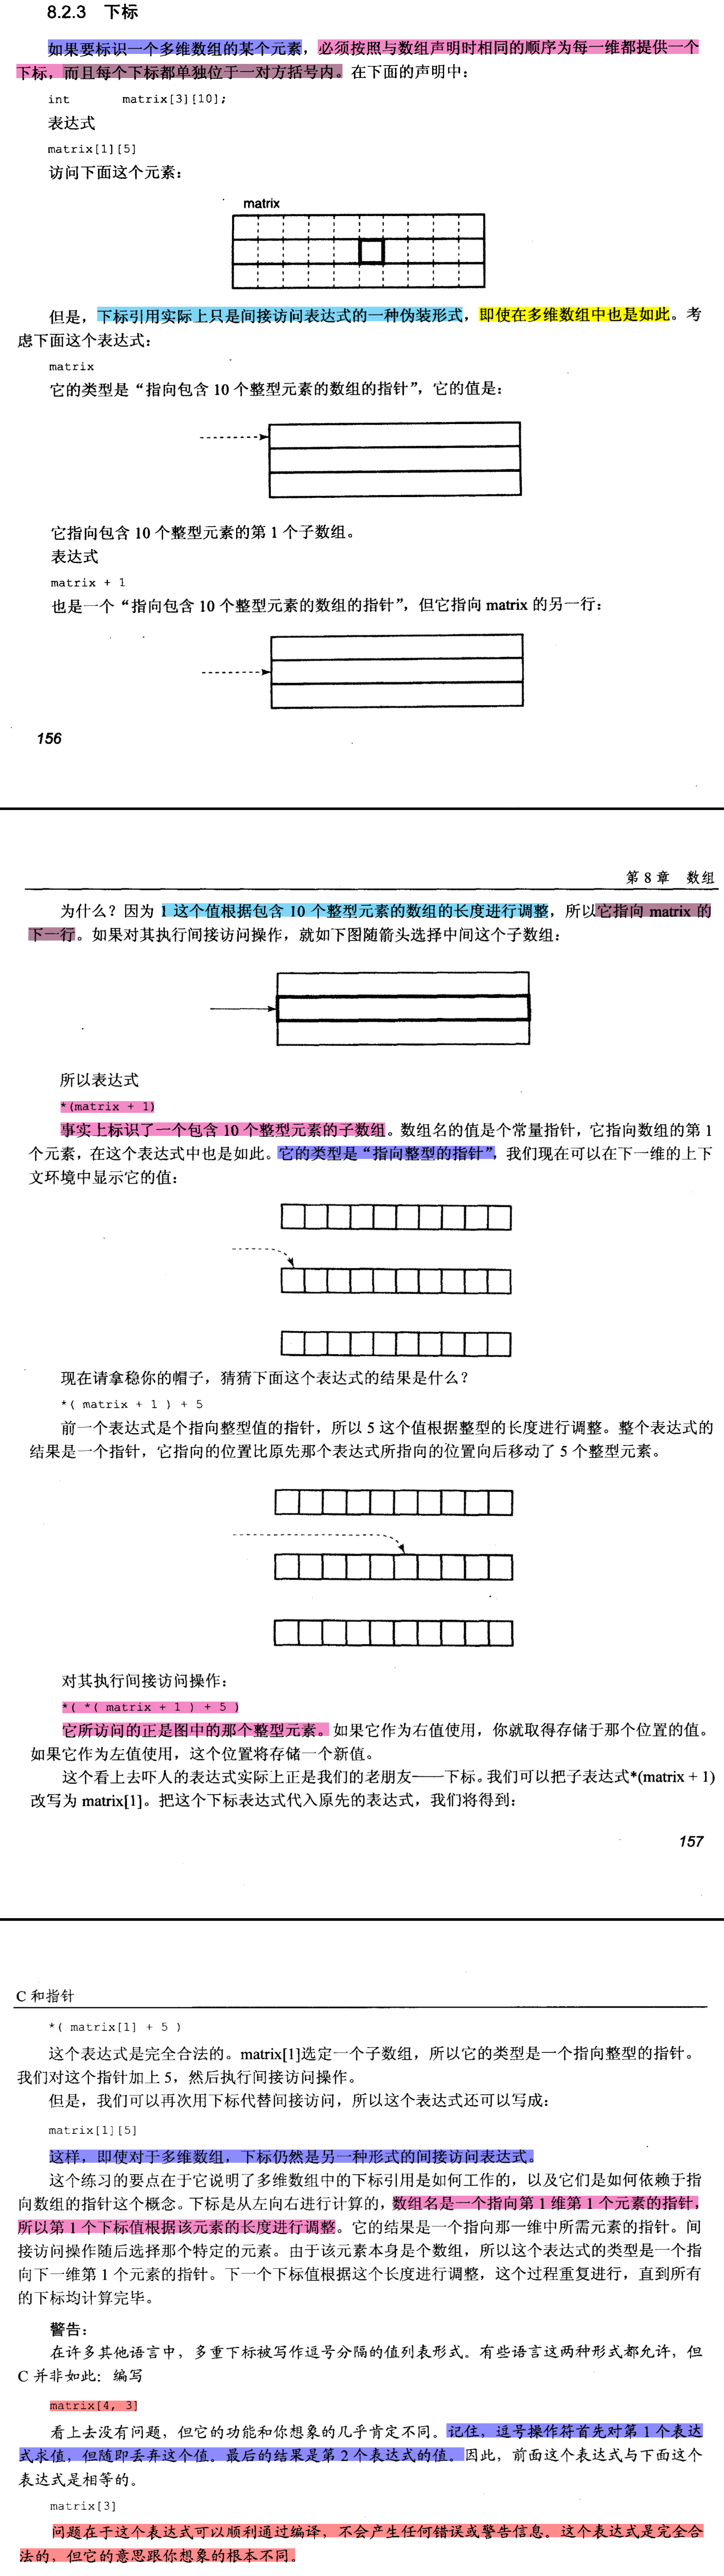 8.2.3 下标
如果要标识一个多维数组的某个元素，必须按照与数组声明时相同的顺序为每一维都提供一个
下标，而且每个下标都单独位于一对方括号内。在下面的声明中：
int matrix[3][10];
表达式
matrix[1][5]
访问下面这个元素：
matrix
但是，下标引用实际上只是间接访问表达式的一种伪装形式，即使在多维数组中也是如此。考
虑下面这个表达式：
matrix
它的类型是“指向包含 10 个整型元素的数组的指针”，它的值是：
它指向包含 10 个整型元素的第 1 个子数组。
表达式
matrix + 1
也是一个“指向包含 10 个整型元素的数组的指针”，但它指向 matrix 的另一行：
156
第 8 章 数组
为什么？因为 1 这个值根据包含 10 个整型元素的数组的长度进行调整，所以它指向 matrix 的
下一行。如果对其执行间接访问操作，就如下图随箭头选择中间这个子数组：
所以表达式
*(matrix + 1)
事实上标识了一个包含 10 个整型元素的子数组。数组名的值是个常量指针，它指向数组的第 1
个元素，在这个表达式中也是如此。它的类型是“指向整型的指针”，我们现在可以在下一维的上下
文环境中显示它的值：
现在请拿稳你的帽子，猜猜下面这个表达式的结果是什么？
*( matrix + 1 ) + 5
前一个表达式是个指向整型值的指针，所以 5 这个值根据整型的长度进行调整。整个表达式的
结果是一个指针，它指向的位置比原先那个表达式所指向的位置向后移动了 5 个整型元素。
对其执行间接访问操作：
*( *( matrix + 1 ) + 5 )
它所访问的正是图中的那个整型元素。如果它作为右值使用，你就取得存储于那个位置的值。
如果它作为左值使用，这个位置将存储一个新值。
这个看上去吓人的表达式实际上正是我们的老朋友——下标。我们可以把子表达式*(matrix + 1)
改写为 matrix[1]。把这个下标表达式代入原先的表达式，我们将得到：
157
C 和指针
*( matrix[1] + 5 )
这个表达式是完全合法的。matrix[1]选定一个子数组，所以它的类型是一个指向整型的指针。
我们对这个指针加上 5，然后执行间接访问操作。
但是，我们可以再次用下标代替间接访问，所以这个表达式还可以写成：
matrix[1][5]
这样，即使对于多维数组，下标仍然是另一种形式的间接访问表达式。
这个练习的要点在于它说明了多维数组中的下标引用是如何工作的，以及它们是如何依赖于指
向数组的指针这个概念。下标是从左向右进行计算的，数组名是一个指向第 1 维第 1 个元素的指针，
所以第 1 个下标值根据该元素的长度进行调整。它的结果是一个指向那一维中所需元素的指针。间
接访问操作随后选择那个特定的元素。由于该元素本身是个数组，所以这个表达式的类型是一个指
向下一维第 1 个元素的指针。下一个下标值根据这个长度进行调整，这个过程重复进行，直到所有
的下标均计算完毕。
警告：
在许多其他语言中，多重下标被写作逗号分隔的值列表形式。有些语言这两种形式都允许，但
C 并非如此：编写
matrix[4, 3]
看上去没有问题，但它的功能和你想象的几乎肯定不同。记住，逗号操作符首先对第 1 个表达
式求值，但随即丢弃这个值。最后的结果是第 2 个表达式的值。因此，前面这个表达式与下面这个
表达式是相等的。
matrix[3]
问题在于这个表达式可以顺利通过编译，不会产生任何错误或警告信息。这个表达式是完全合
法的，但它的意思跟你想象的根本不同。